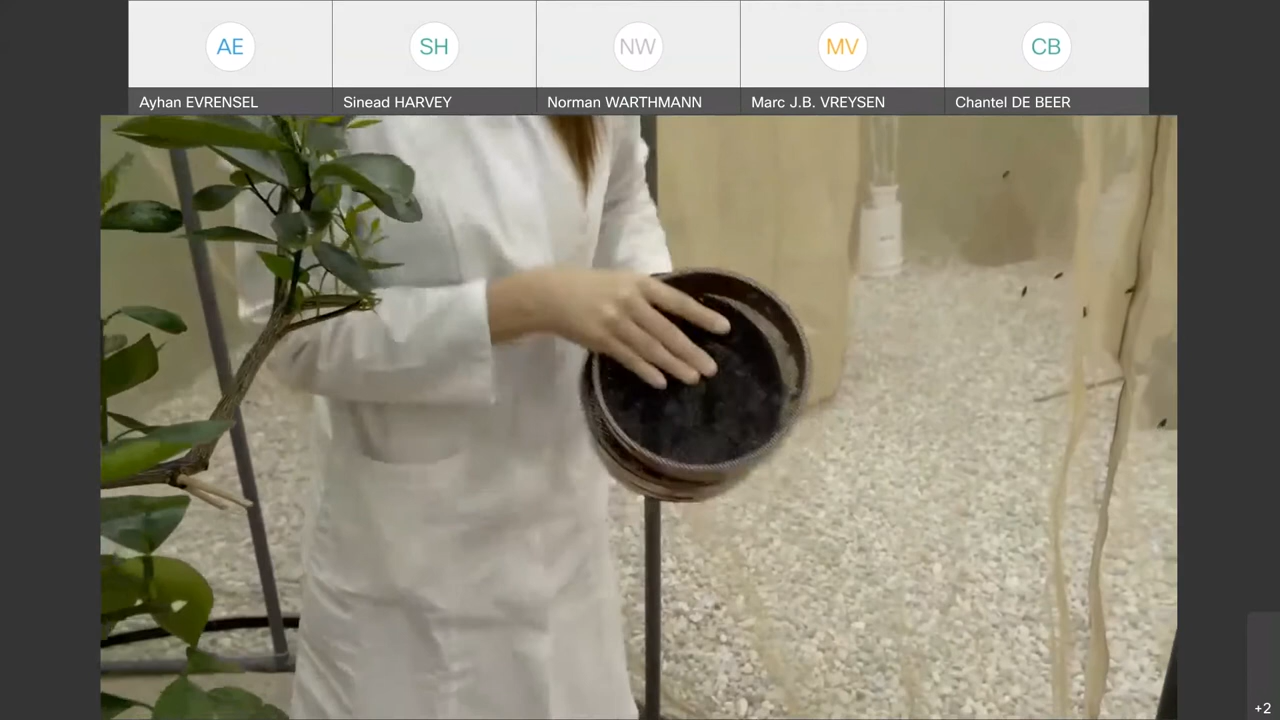 AE
SH
NW
MV
CB
Ayhan EVRENSEL
Sinead HARVEY
Norman WARTHMANN
Marc J.B. VREYSEN
Chantel DE BEER
+2